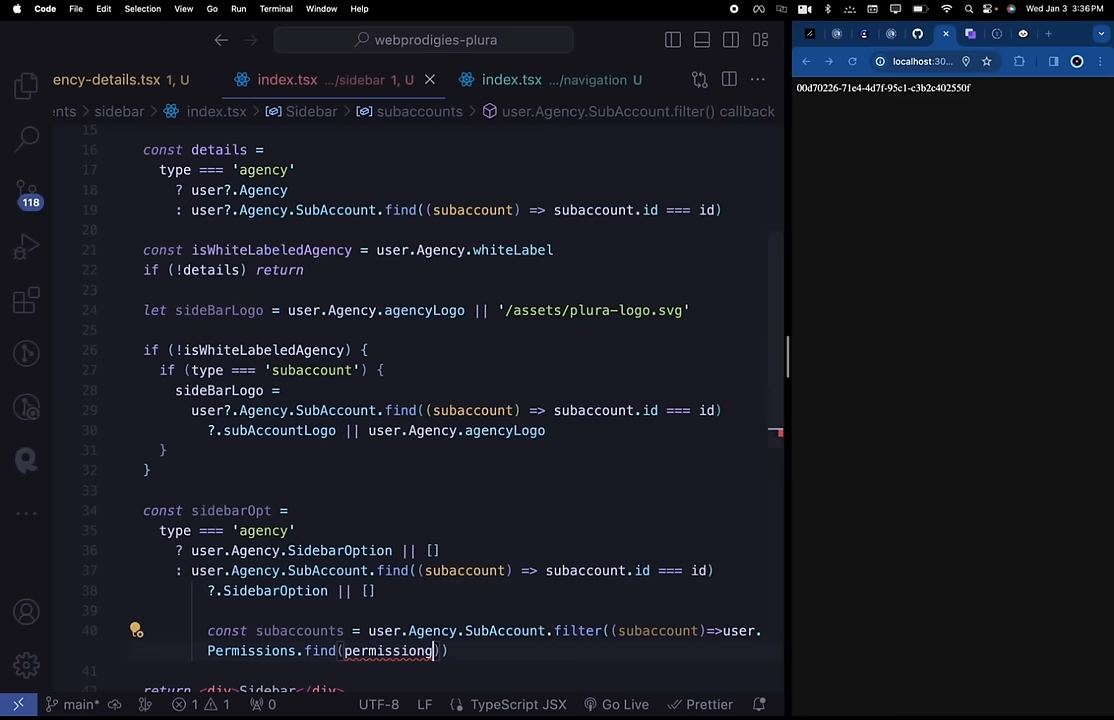 Code File Edit Selection View Go Run Terminal Window Help Wed Jan 3 3:36 PM
webprodigies-plura
ency-details.tsx 1, U index.tsx .../sidebar 1, U index.tsx .../navigation U
localhost:30...
00d70226-71e4-4d7f-95c1-c3b2c402550f
ents sidebar index.tsx Sidebar subaccounts user.Agency.SubAccount.filter() callback
15
16 const details =
17 type === 'agency'
18 ? user?.Agency
19 : user?.Agency.SubAccount.find((subaccount) => subaccount.id === id)
20
21 const isWhiteLabeledAgency = user.Agency.whiteLabel
22 if (!details) return
23
24 let sideBarLogo = user.Agency.agencyLogo || '/assets/plura-logo.svg'
25
26 if (!isWhiteLabeledAgency) {
27 if (type === 'subaccount') {
28 sideBarLogo =
29 user?.Agency.SubAccount.find((subaccount) => subaccount.id === id)
30 ?.subAccountLogo || user.Agency.agencyLogo
31 }
32 }
33
34 const sidebarOpt =
35 type === 'agency'
36 ? user.Agency.SidebarOption || []
37 : user.Agency.SubAccount.find((subaccount) => subaccount.id === id)
38 ?.SidebarOption || []
39
40 const subaccounts = user.Agency.SubAccount.filter((subaccount)=>user.
Permissions.find(permissiong))
41
42 return <div>Sidebar</div>
118
main* 1 1 0 UTF-8 LF {} TypeScript JSX Go Live Prettier